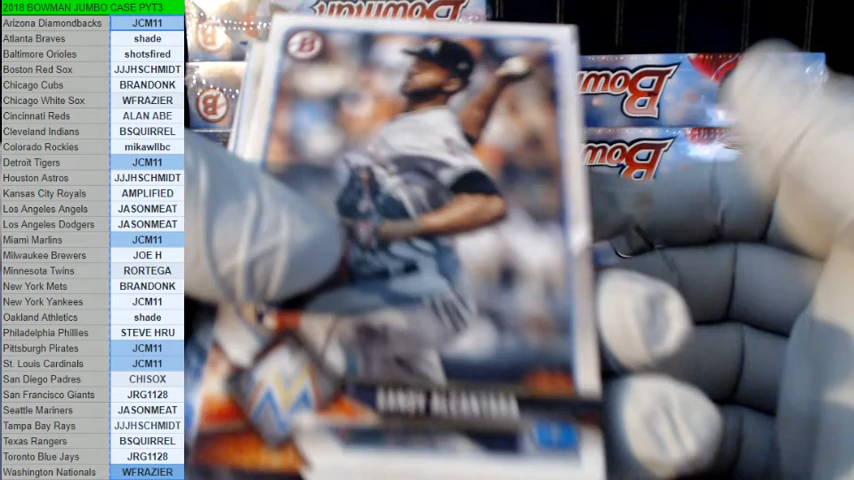 2018 BOWMAN JUMBO CASE PYT3
Arizona Diamondbacks JCM11
Atlanta Braves shade
Baltimore Orioles shotsfired
Boston Red Sox JJJHSCHMIDT
Chicago Cubs BRANDONK
Chicago White Sox WFRAZIER
Cincinnati Reds ALAN ABE
Cleveland Indians BSQUIRREL
Colorado Rockies mikawllbc
Detroit Tigers JCM11
Houston Astros JJJHSCHMIDT
Kansas City Royals AMPLIFIED
Los Angeles Angels JASONMEAT
Los Angeles Dodgers JASONMEAT
Miami Marlins JCM11
Milwaukee Brewers JOE H
Minnesota Twins RORTEGA
New York Mets BRANDONK
New York Yankees JCM11
Oakland Athletics shade
Philadelphia Phillies STEVE HRU
Pittsburgh Pirates JCM11
St. Louis Cardinals JCM11
San Diego Padres CHISOX
San Francisco Giants JRG1128
Seattle Mariners JASONMEAT
Tampa Bay Rays JJJHSCHMIDT
Texas Rangers BSQUIRREL
Toronto Blue Jays JRG1128
Washington Nationals WFRAZIER
Bowman
Bowman
B
SANDY ALCANTARA